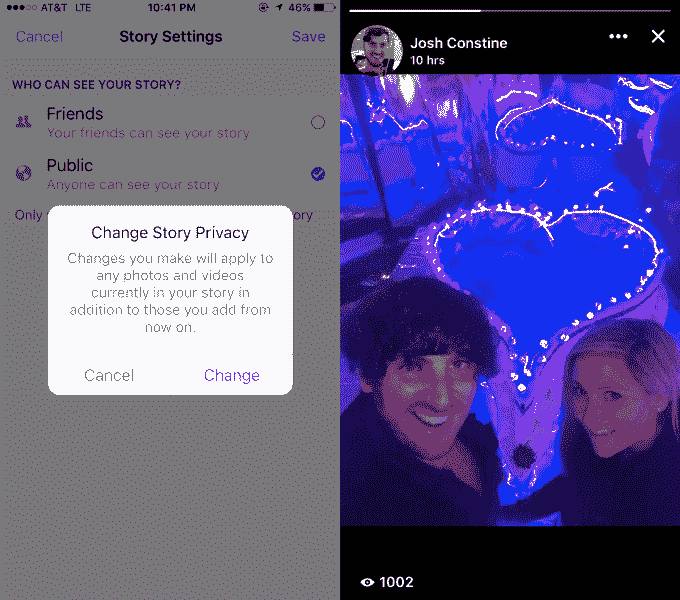 AT&T LTE 10:41 PM 46%
Cancel Story Settings Save
WHO CAN SEE YOUR STORY?
Friends
Your friends can see your story
Public
Anyone can see your story
Only ory
Change Story Privacy
Changes you make will apply to
any photos and videos
currently in your story in
addition to those you add from
now on.
Cancel Change
Josh Constine
10 hrs
1002